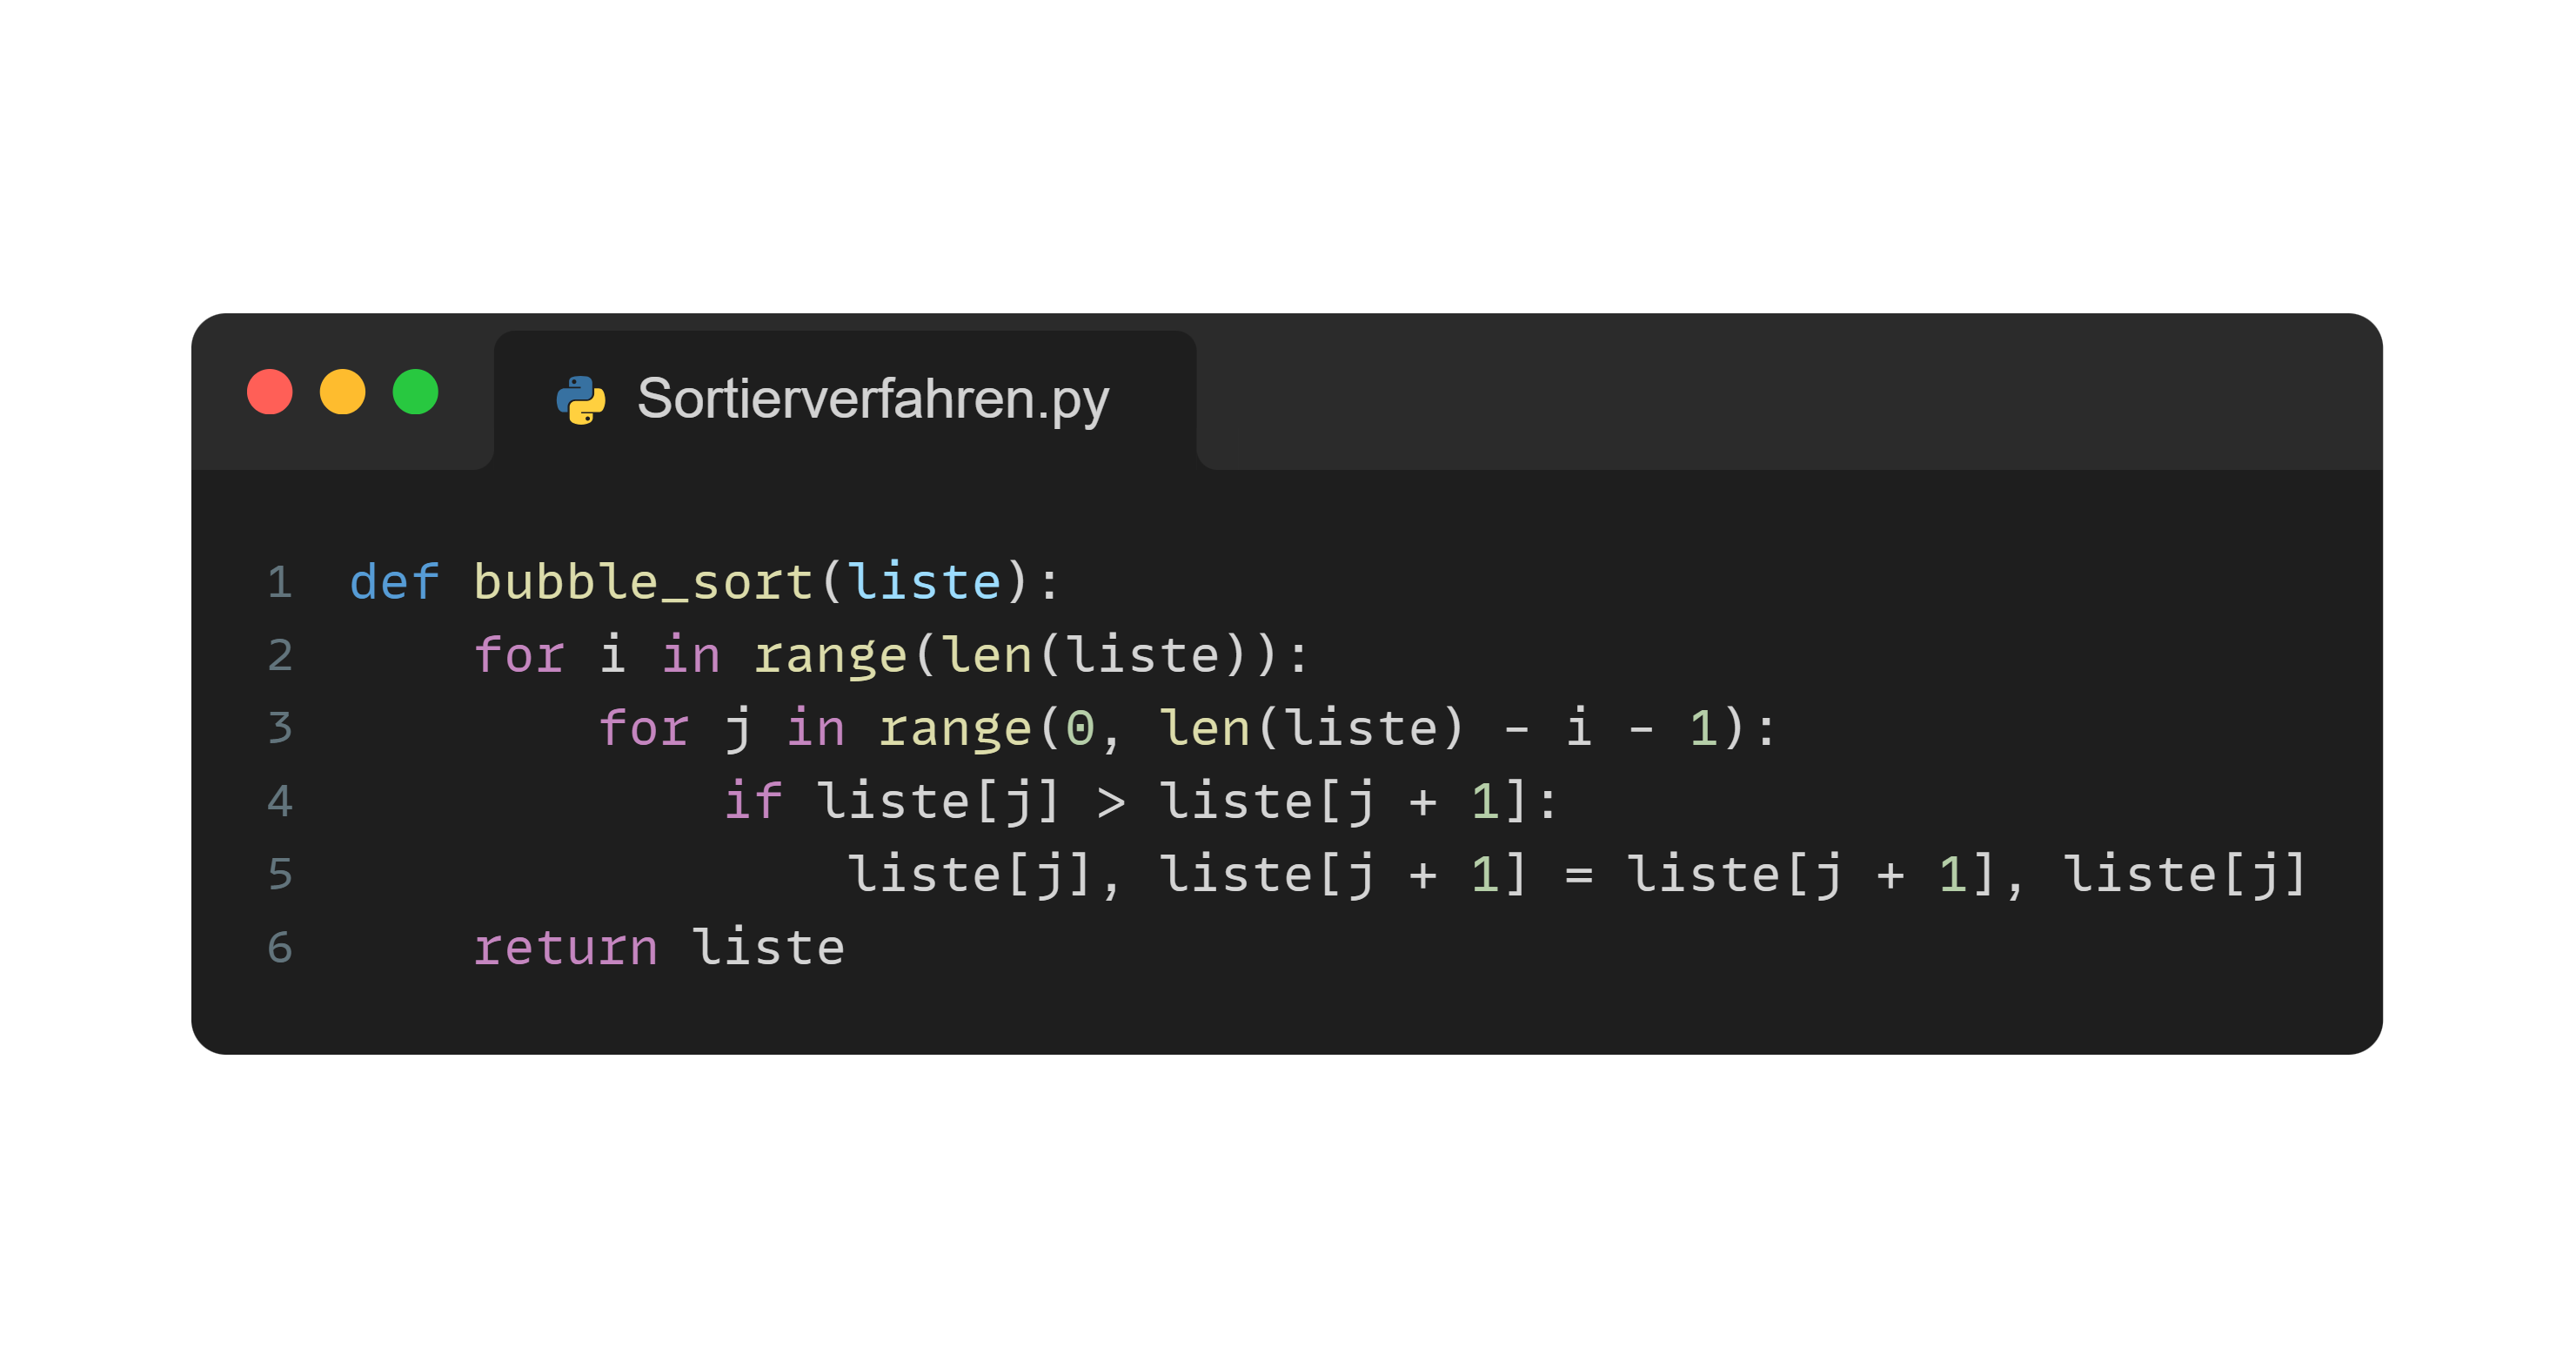 Sortierverfahren.py
1 def bubble_sort(liste):
2     for i in range(len(liste)):
3         for j in range(0, len(liste) - i - 1):
4             if liste[j] > liste[j + 1]:
5                 liste[j], liste[j + 1] = liste[j + 1], liste[j]
6     return liste